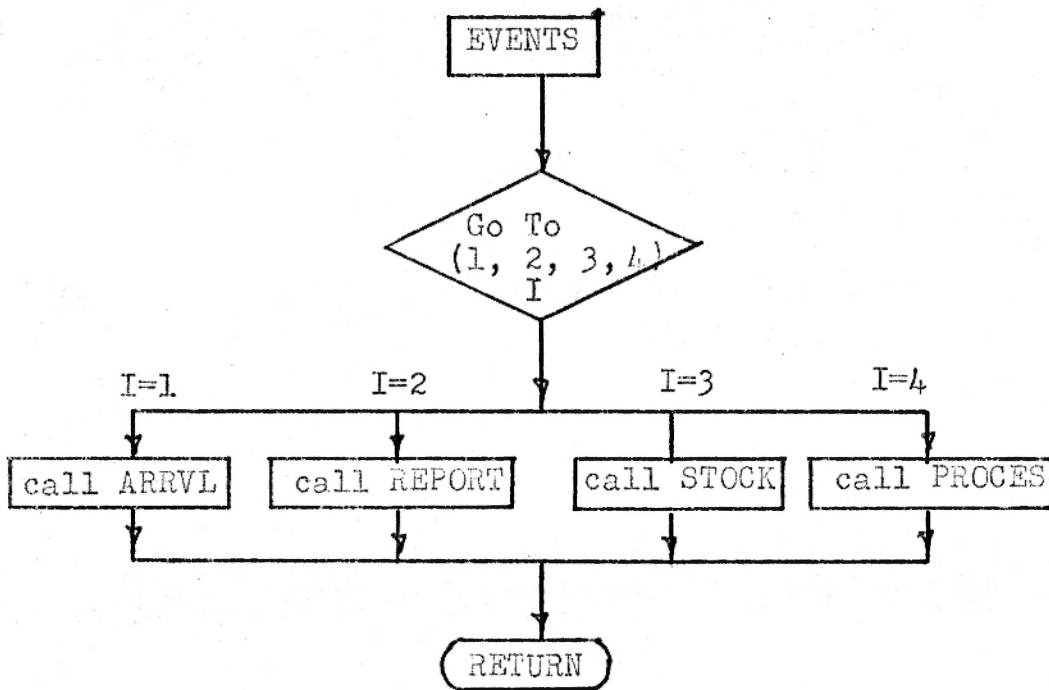 EVENTS
Go To
(1, 2, 3, 4)
I
I=1
I=2
I=3
I=4
call ARRVL
call REPORT
call STOCK
call PROCES
RETURN